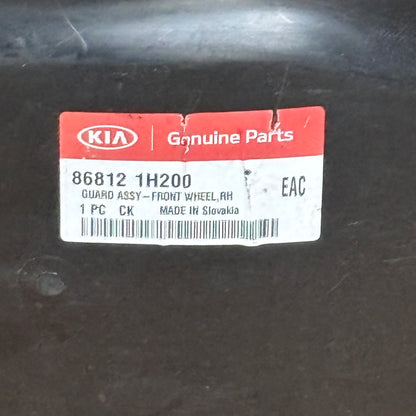 KIA Genuine Parts
86812 1H200
GUARD ASSY-FRONT WHEEL,RH
EAC
1 PC CK MADE IN Slovakia